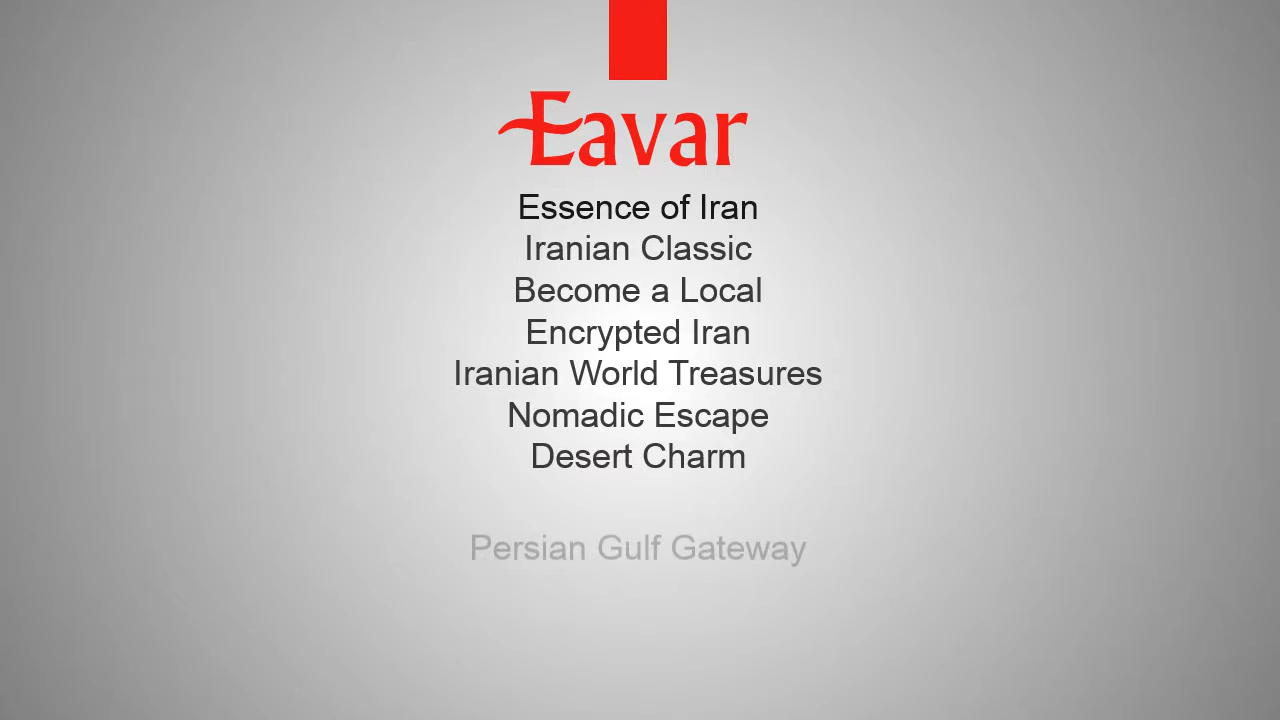 Eavar
Essence of Iran
Iranian Classic
Become a Local
Encrypted Iran
Iranian World Treasures
Nomadic Escape
Desert Charm
Persian Gulf Gateway